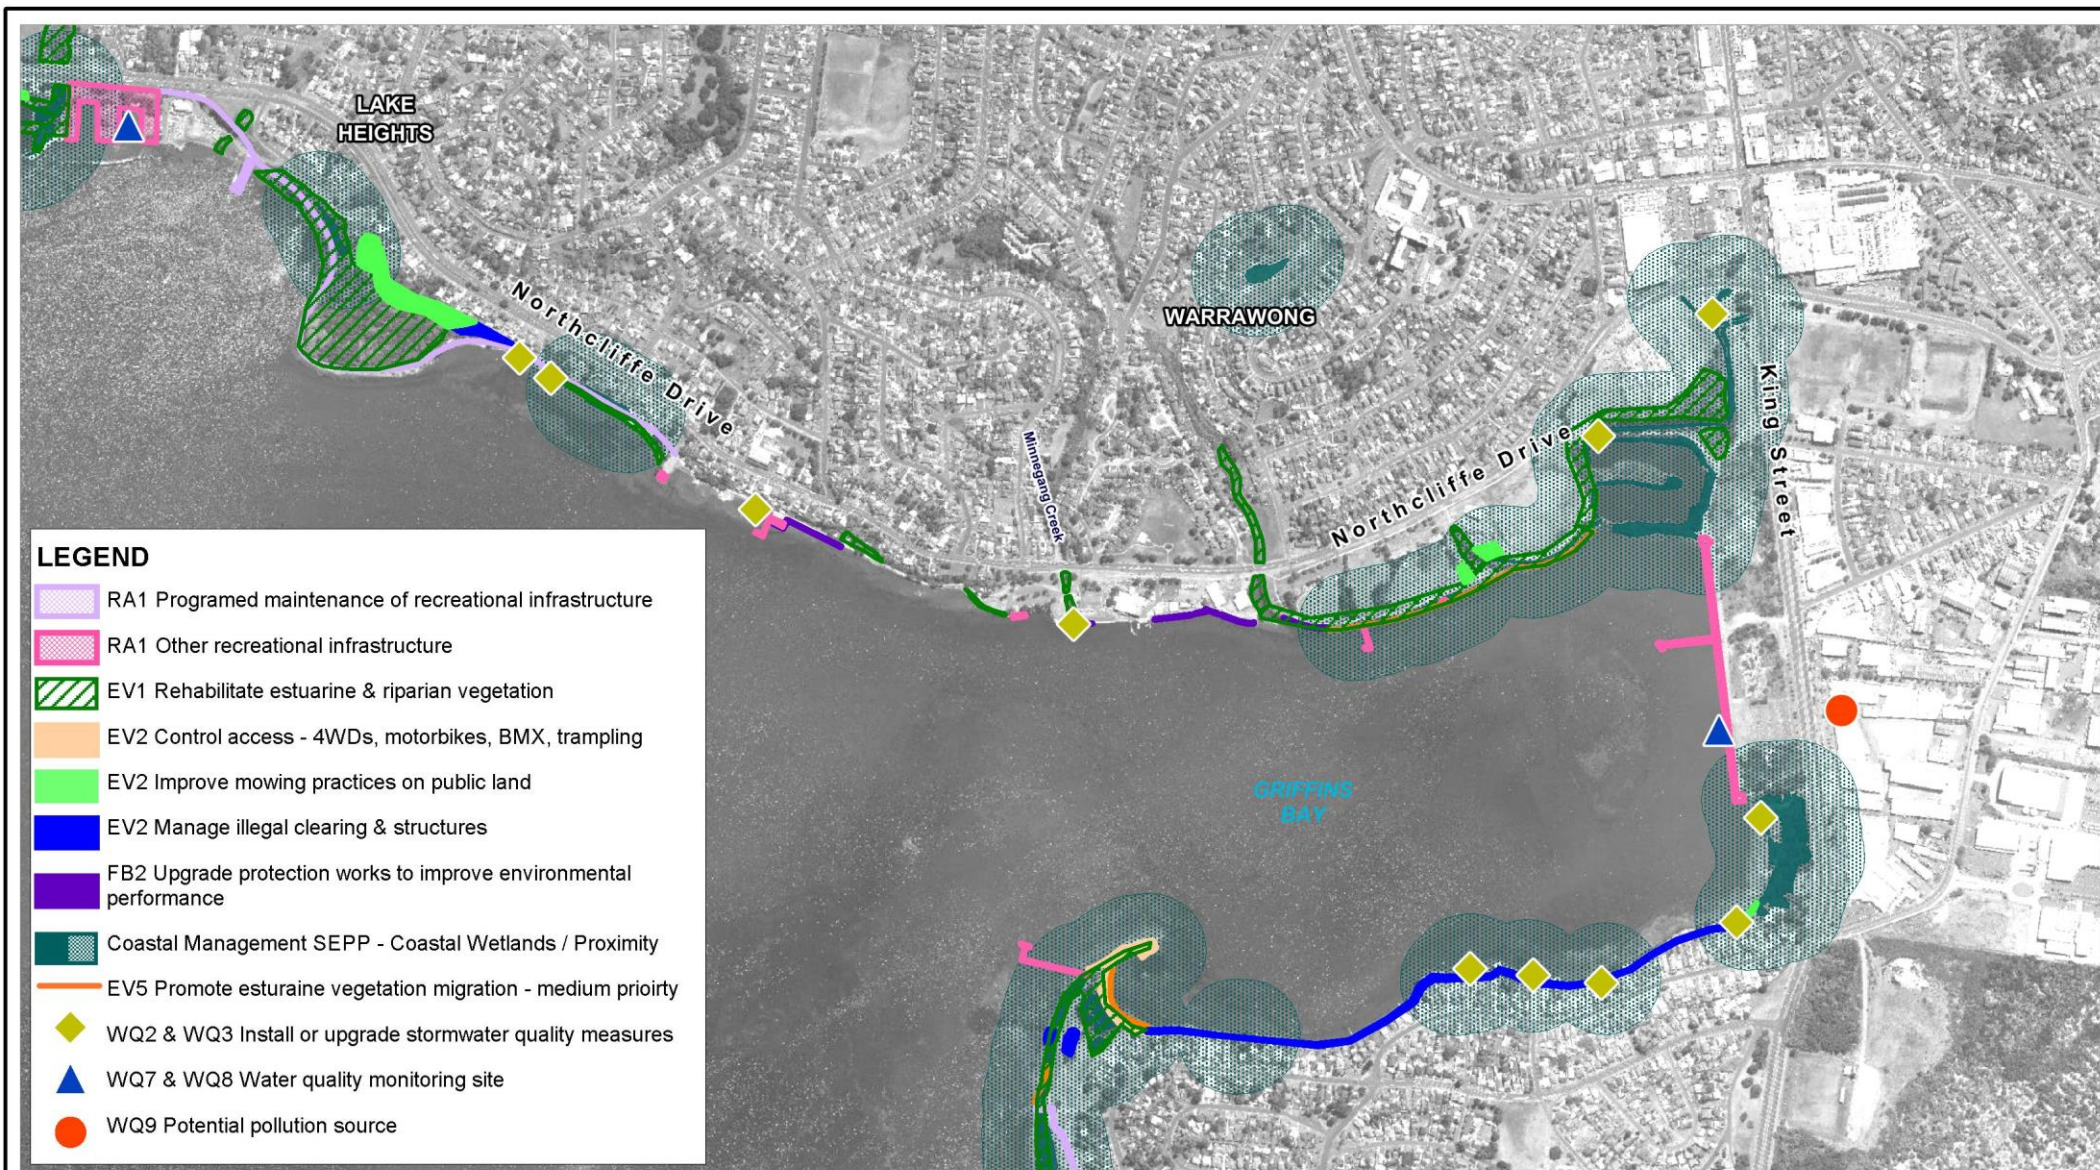 LAKE
HEIGHTS
Northcliffe Drive
WARRAWONG
Minnegang Creek
Northcliffe Drive
King Street
GRIFFINS
BAY
LEGEND
RA1 Programed maintenance of recreational infrastructure
RA1 Other recreational infrastructure
EV1 Rehabilitate estuarine & riparian vegetation
EV2 Control access - 4WDs, motorbikes, BMX, trampling
EV2 Improve mowing practices on public land
EV2 Manage illegal clearing & structures
FB2 Upgrade protection works to improve environmental
performance
Coastal Management SEPP - Coastal Wetlands / Proximity
EV5 Promote esturaine vegetation migration - medium prioirty
WQ2 & WQ3 Install or upgrade stormwater quality measures
WQ7 & WQ8 Water quality monitoring site
WQ9 Potential pollution source